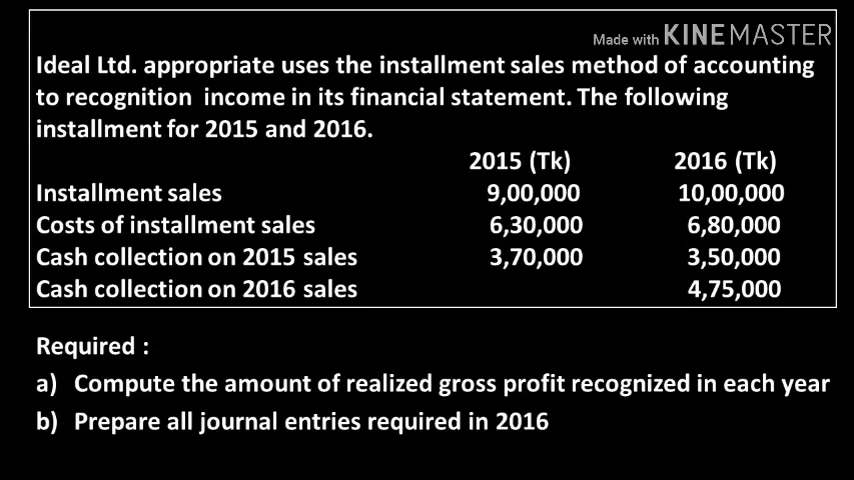 Made with KINEMASTER
Ideal Ltd. appropriate uses the installment sales method of accounting
to recognition income in its financial statement. The following
installment for 2015 and 2016.
2015 (Tk) 2016 (Tk)
Installment sales 9,00,000 10,00,000
Costs of installment sales 6,30,000 6,80,000
Cash collection on 2015 sales 3,70,000 3,50,000
Cash collection on 2016 sales 4,75,000
Required :
a) Compute the amount of realized gross profit recognized in each year
b) Prepare all journal entries required in 2016